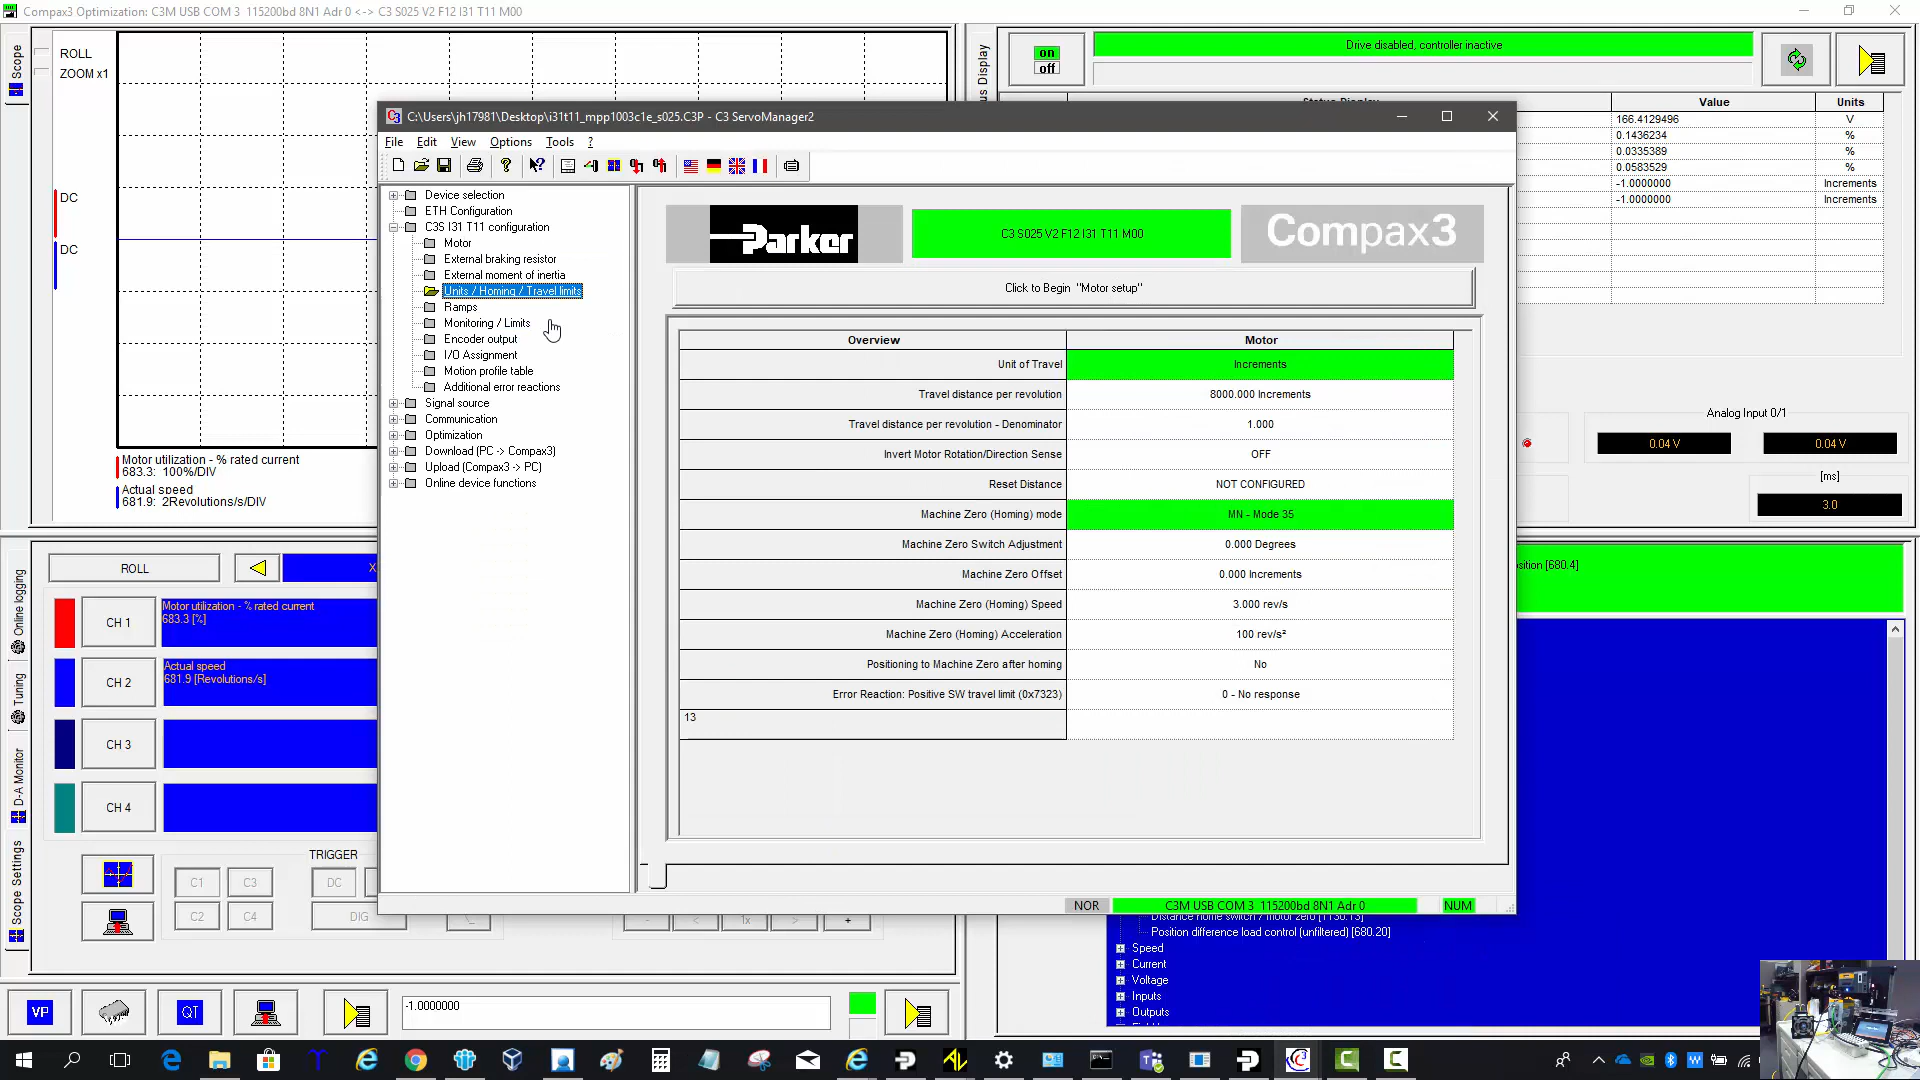 Compax3 Optimization: C3M USB COM 3 115200bd 8N1 Adr 0 <-> C3 S025 V2 F12 I31 T11 M00
Scope
ROLL
ZOOM x1
DC
DC
Motor utilization - % rated current
683.3: 100%/DIV
Actual speed
681.9: 2Revolutions/s/DIV
us Display
on
off
Drive disabled, controller inactive
Value
Units
166.4129496
V
0.1436234
%
0.0335389
%
0.0583529
%
-1.0000000
Increments
-1.0000000
Increments
Analog Input 0/1
0.04 V
0.04 V
[ms]
3.0
C:\Users\jh17981\Desktop\i31t11_mpp1003c1e_s025.C3P - C3 ServoManager2
File Edit View Options Tools ?
Device selection
ETH Configuration
C3S I31 T11 configuration
Motor
External braking resistor
External moment of inertia
Units / Homing / Travel limits
Ramps
Monitoring / Limits
Encoder output
I/O Assignment
Motion profile table
Additional error reactions
Signal source
Communication
Optimization
Download (PC -> Compax3)
Upload (Compax3 -> PC)
Online device functions
Parker
C3 S025 V2 F12 I31 T11 M00
Compax3
Click to Begin "Motor setup"
Overview
Motor
Unit of Travel
Increments
Travel distance per revolution
8000.000 Increments
Travel distance per revolution - Denominator
1.000
Invert Motor Rotation/Direction Sense
OFF
Reset Distance
NOT CONFIGURED
Machine Zero (Homing) mode
MN - Mode 35
Machine Zero Switch Adjustment
0.000 Degrees
Machine Zero Offset
0.000 Increments
Machine Zero (Homing) Speed
3.000 rev/s
Machine Zero (Homing) Acceleration
100 rev/s²
Positioning to Machine Zero after homing
No
Error Reaction: Positive SW travel limit (0x7323)
0 - No response
13
NOR
C3M USB COM 3 115200bd 8N1 Adr 0
NUM
Online logging
Tuning
D-A Monitor
Scope Settings
ROLL
X
CH 1
Motor utilization - % rated current
683.3 [%]
CH 2
Actual speed
681.9 [Revolutions/s]
CH 3
CH 4
TRIGGER
C1
C3
DC
C2
C4
DIG
-
<
1x
>
+
sition [680.4]
Distance home switch / motor zero [1130.13]
Position difference load control (unfiltered) [680.20]
Speed
Current
Voltage
Inputs
Outputs
VP
QT
-1.0000000